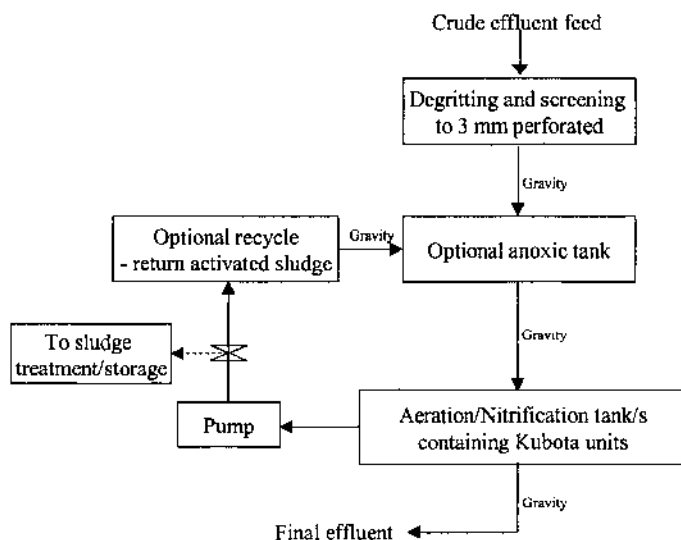 Crude effluent feed
Degritting and screening
to 3 mm perforated
Gravity
Optional recycle
- return activated sludge
Gravity
Optional anoxic tank
Gravity
To sludge
treatment/storage
Pump
Aeration/Nitrification tank/s
containing Kubota units
Gravity
Final effluent